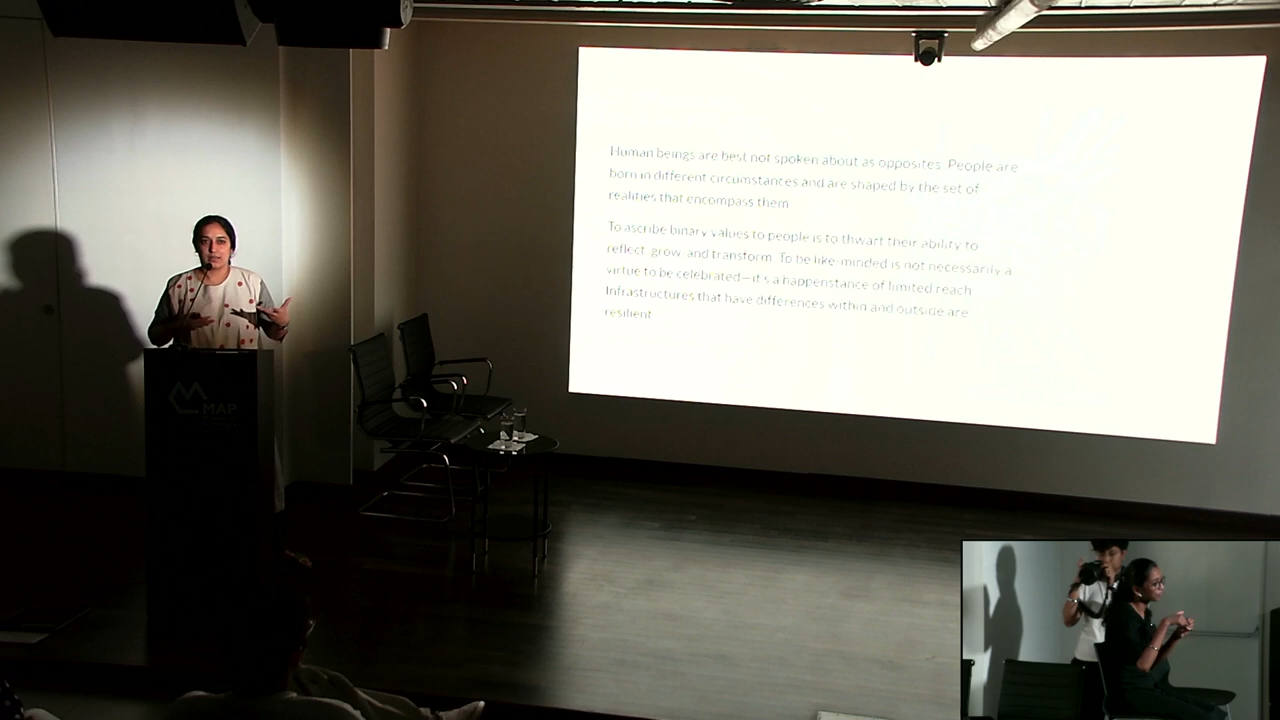 Human beings are best not spoken about as opposites. People are
born in different circumstances and are shaped by the set of
realities that encompass them.
To ascribe binary values to people is to thwart their ability to
reflect, grow, and transform. To be like-minded is not necessarily a
virtue to be celebrated—it's a happenstance of limited reach.
Infrastructures that have differences within and outside are
resilient.
MAP